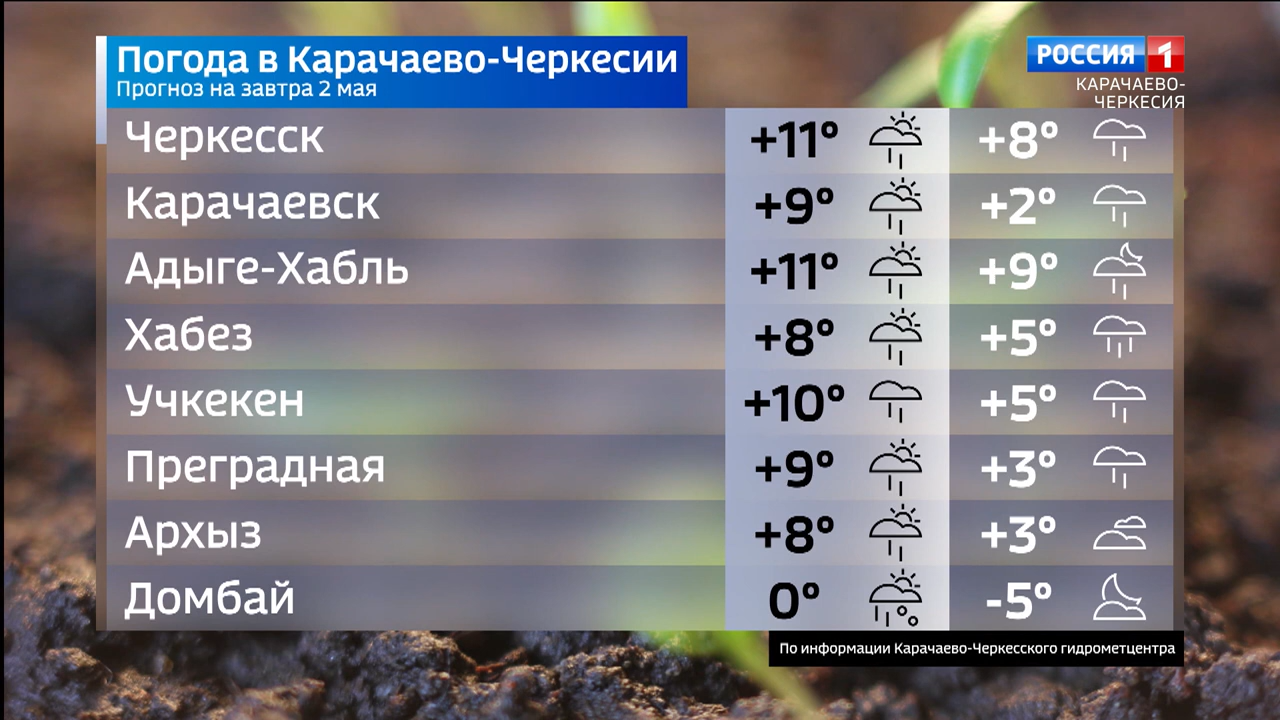 Погода в Карачаево-Черкесии
Прогноз на завтра 2 мая
РОССИЯ 1
КАРАЧАЕВО-
ЧЕРКЕСИЯ
Черкесск +11° +8°
Карачаевск +9° +2°
Адыге-Хабль +11° +9°
Хабез +8° +5°
Учкекен +10° +5°
Преградная +9° +3°
Архыз +8° +3°
Домбай 0° -5°
По информации Карачаево-Черкесского гидрометцентра